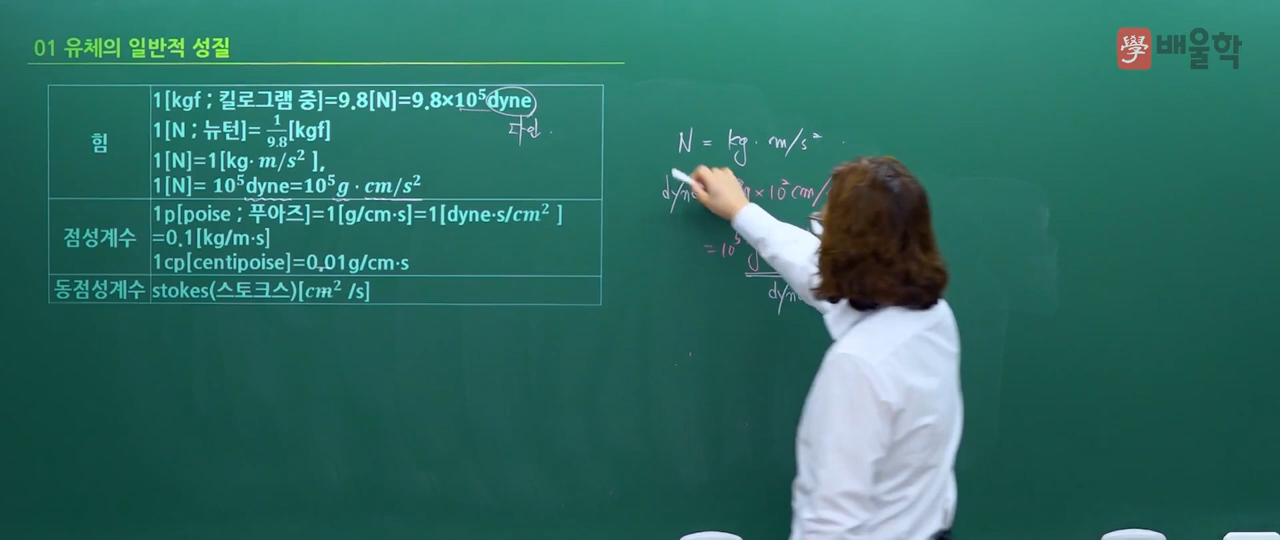 01 유체의 일반적 성질
學 배울학
힘
1[kgf ; 킬로그램 중]=9.8[N]=9.8×10⁵dyne
다인.
1[N ; 뉴턴]= 1/9.8[kgf]
1[N]=1[kg· m/s² ],
1[N]= 10⁵dyne=10⁵g · cm/s²
점성계수
1p[poise ; 푸아즈]=1[g/cm·s]=1[dyne·s/cm² ]
=0.1[kg/m·s]
1cp[centipoise]=0.01g/cm·s
동점성계수
stokes(스토크스)[cm² /s]
N = kg· m/s²
×10²cm/
=10⁵ g